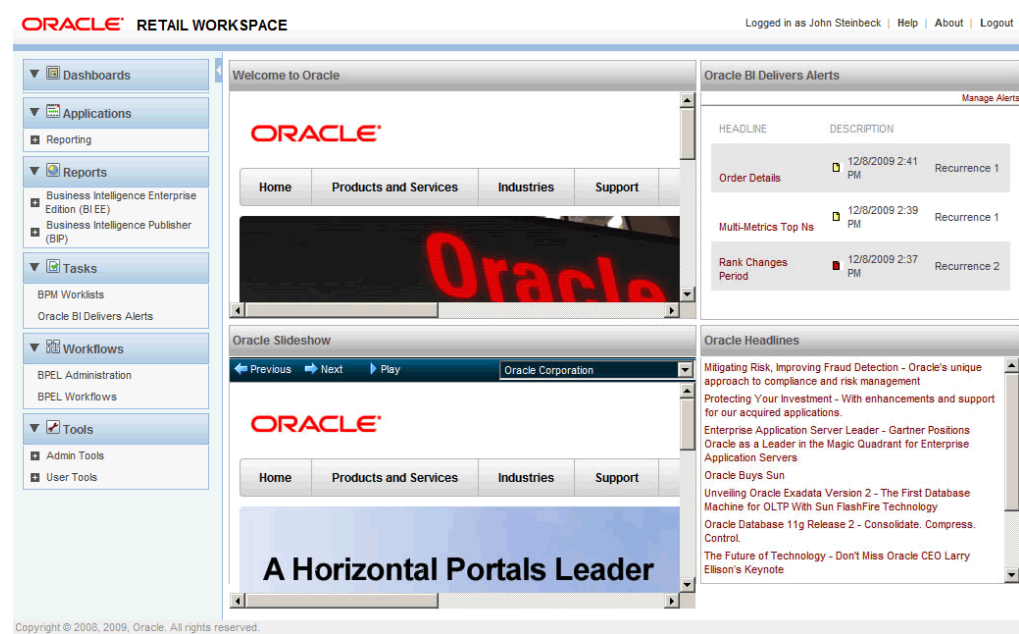 ORACLE RETAIL WORKSPACE
Logged in as John Steinbeck | Help | About | Logout
Dashboards
Applications
Reporting
Reports
Business Intelligence Enterprise
Edition (BI EE)
Business Intelligence Publisher
(BIP)
Tasks
BPM Worklists
Oracle BI Delivers Alerts
Workflows
BPEL Administration
BPEL Workflows
Tools
Admin Tools
User Tools
Welcome to Oracle
ORACLE
Home Products and Services Industries Support
Oracle
Oracle BI Delivers Alerts
Manage Alerts
HEADLINE DESCRIPTION
Order Details 12/8/2009 2:41 Recurrence 1
PM
Multi-Metrics Top Ns 12/8/2009 2:39 Recurrence 1
PM
Rank Changes 12/8/2009 2:37 Recurrence 2
Period PM
Oracle Slideshow
Previous Next Play Oracle Corporation
ORACLE
Home Products and Services Industries Support
A Horizontal Portals Leader
Oracle Headlines
Mitigating Risk, Improving Fraud Detection - Oracle's unique
approach to compliance and risk management
Protecting Your Investment - With enhancements and support
for our acquired applications.
Enterprise Application Server Leader - Gartner Positions
Oracle as a Leader in the Magic Quadrant for Enterprise
Application Servers
Oracle Buys Sun
Unveiling Oracle Exadata Version 2 - The First Database
Machine for OLTP With Sun FlashFire Technology
Oracle Database 11g Release 2 - Consolidate. Compress.
Control.
The Future of Technology - Don't Miss Oracle CEO Larry
Ellison's Keynote
Copyright © 2008, 2009, Oracle. All rights reserved.